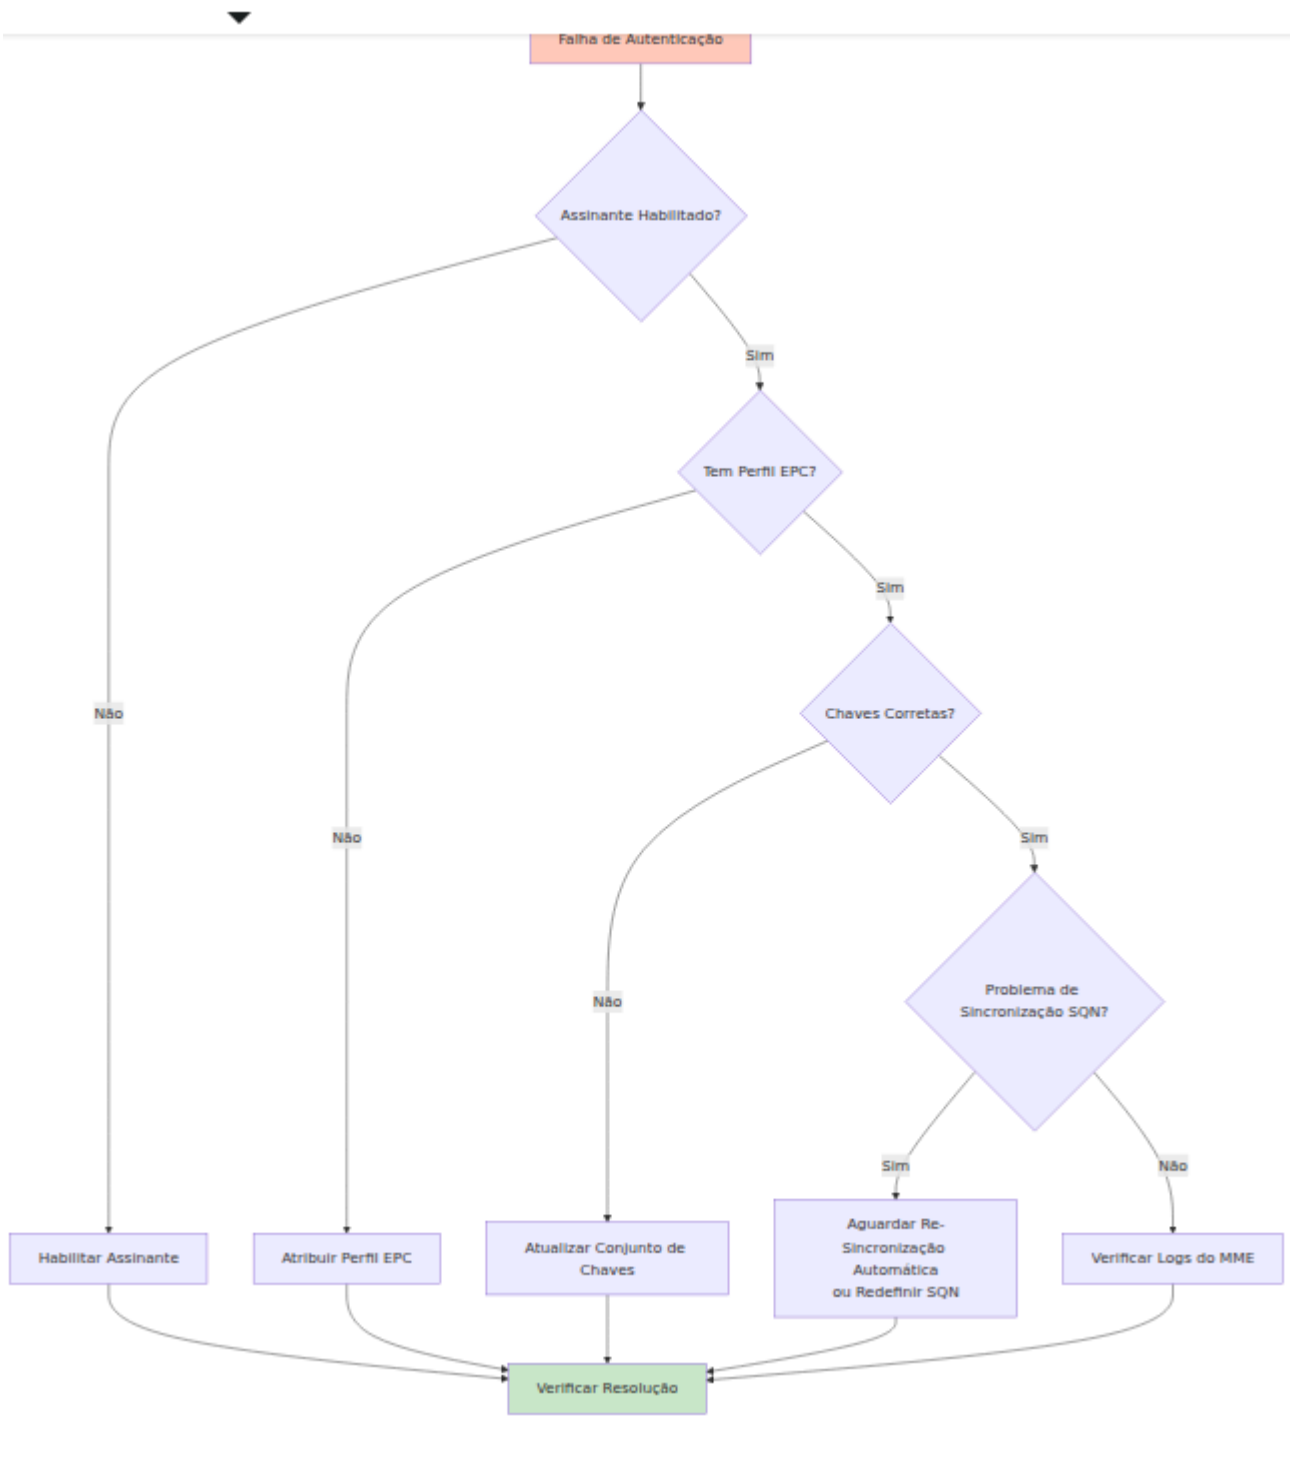 Falha de Autenticação
Assinante Habilitado?
Sim
Tem Perfil EPC?
Sim
Não
Chaves Corretas?
Não
Sim
Não
Problema de
Sincronização SQN?
Sim
Não
Habilitar Assinante
Atribuir Perfil EPC
Atualizar Conjunto de
Chaves
Aguardar Re-
Sincronização
Automática
ou Redefinir SQN
Verificar Logs do MME
Verificar Resolução